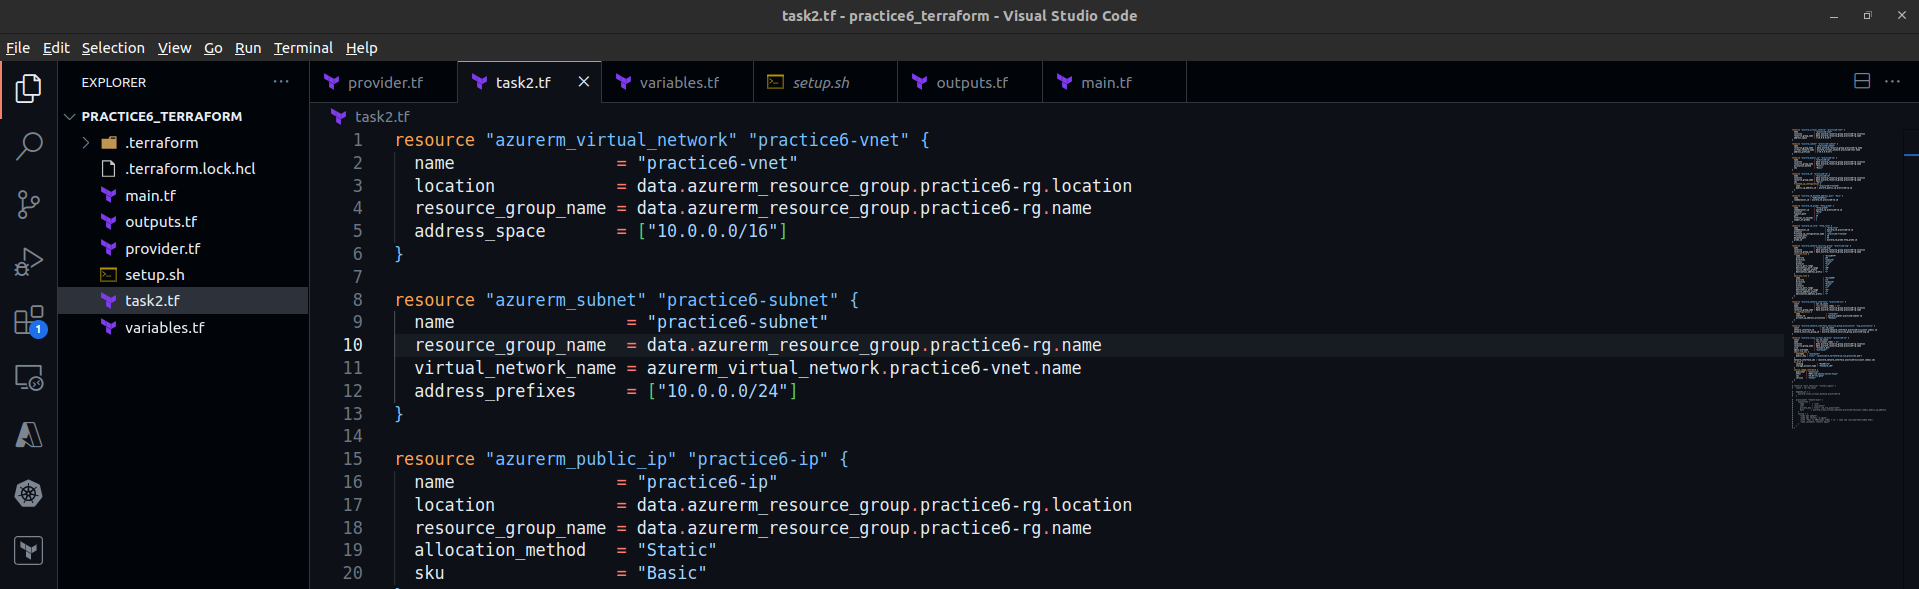 task2.tf - practice6_terraform - Visual Studio Code
File Edit Selection View Go Run Terminal Help
EXPLORER
PRACTICE6_TERRAFORM
.terraform
.terraform.lock.hcl
main.tf
outputs.tf
provider.tf
setup.sh
task2.tf
variables.tf
1
provider.tf task2.tf variables.tf setup.sh outputs.tf main.tf
task2.tf
1 resource "azurerm_virtual_network" "practice6-vnet" {
2 name = "practice6-vnet"
3 location = data.azurerm_resource_group.practice6-rg.location
4 resource_group_name = data.azurerm_resource_group.practice6-rg.name
5 address_space = ["10.0.0.0/16"]
6 }
7
8 resource "azurerm_subnet" "practice6-subnet" {
9 name = "practice6-subnet"
10 resource_group_name = data.azurerm_resource_group.practice6-rg.name
11 virtual_network_name = azurerm_virtual_network.practice6-vnet.name
12 address_prefixes = ["10.0.0.0/24"]
13 }
14
15 resource "azurerm_public_ip" "practice6-ip" {
16 name = "practice6-ip"
17 location = data.azurerm_resource_group.practice6-rg.location
18 resource_group_name = data.azurerm_resource_group.practice6-rg.name
19 allocation_method = "Static"
20 sku = "Basic"